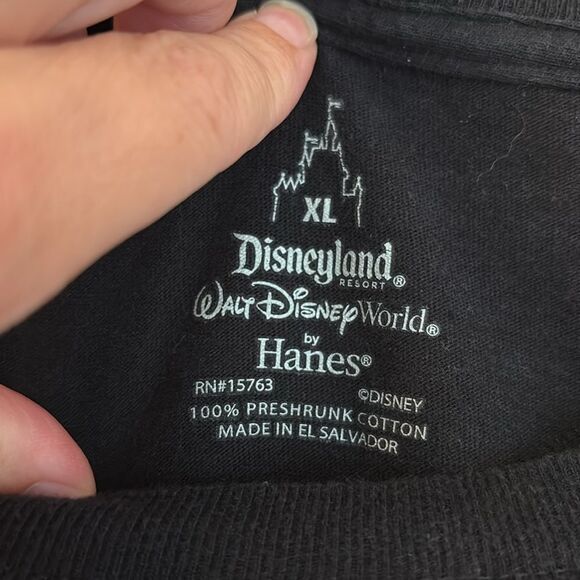 XL
Disneyland®
RESORT
WALT DISNEY World®
by
Hanes®
RN#15763
©DISNEY
100% PRESHRUNK COTTON
MADE IN EL SALVADOR